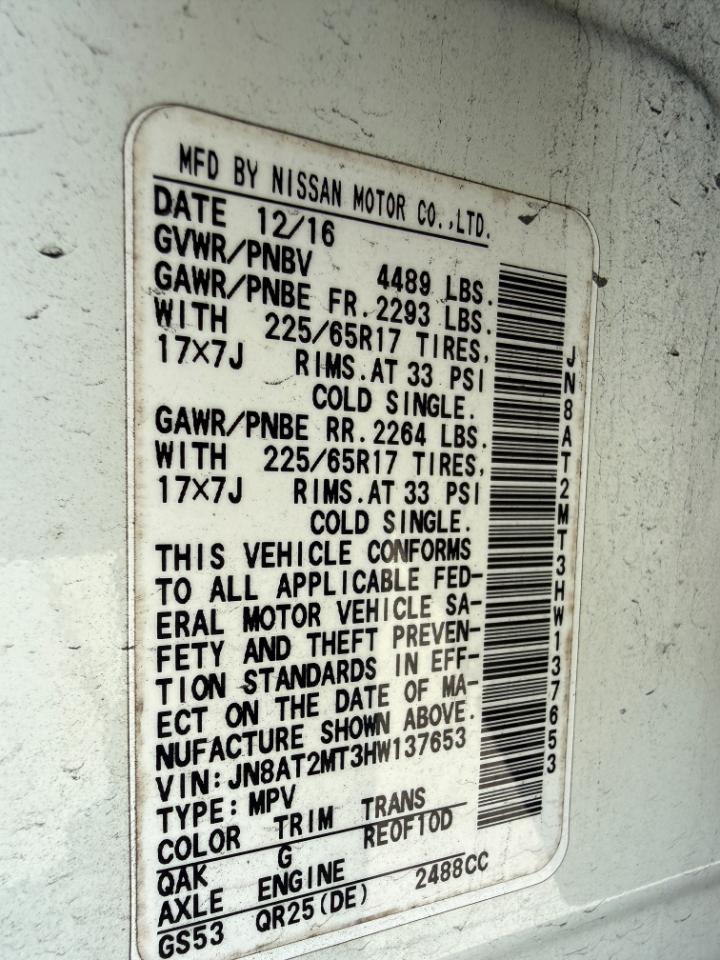 MFD BY NISSAN MOTOR CO.,LTD.
DATE 12/16
GVWR/PNBV 4489 LBS.
GAWR/PNBE FR.2293 LBS.
WITH 225/65R17 TIRES,
17×7J RIMS.AT 33 PSI
COLD SINGLE.
GAWR/PNBE RR.2264 LBS.
WITH 225/65R17 TIRES,
17×7J RIMS.AT 33 PSI
COLD SINGLE.
THIS VEHICLE CONFORMS
TO ALL APPLICABLE FED-
ERAL MOTOR VEHICLE SA-
FETY AND THEFT PREVEN-
TION STANDARDS IN EFF-
ECT ON THE DATE OF MA-
NUFACTURE SHOWN ABOVE.
VIN:JN8AT2MT3HW137653
TYPE:MPV
COLOR TRIM TRANS
QAK G RE0F10D
AXLE ENGINE
GS53 QR25(DE) 2488CC
JN8AT2MT3HW137653